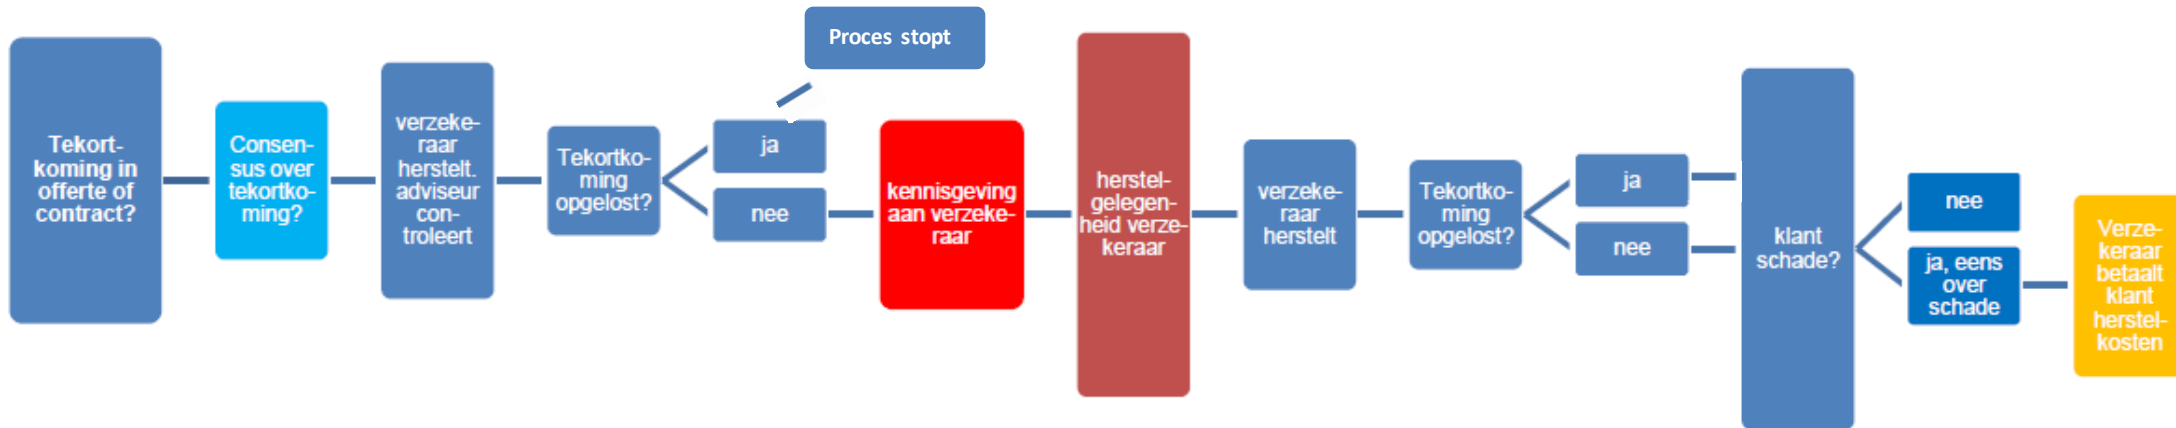 Proces stopt
Tekort-
koming in
offerte of
contract?
Consen-
sus over
tekortko-
ming?
verzeke-
raar
herstelt.
adviseur
con-
troleert
Tekortko-
ming
opgelost?
ja
nee
kennisgeving
aan verzeke-
raar
herstel-
gelegen-
heid verze-
keraar
verzeke-
raar
herstelt
Tekortko-
ming
opgelost?
ja
nee
klant
schade?
nee
ja, eens
over
schade
Verze-
keraar
betaalt
klant
herstel-
kosten